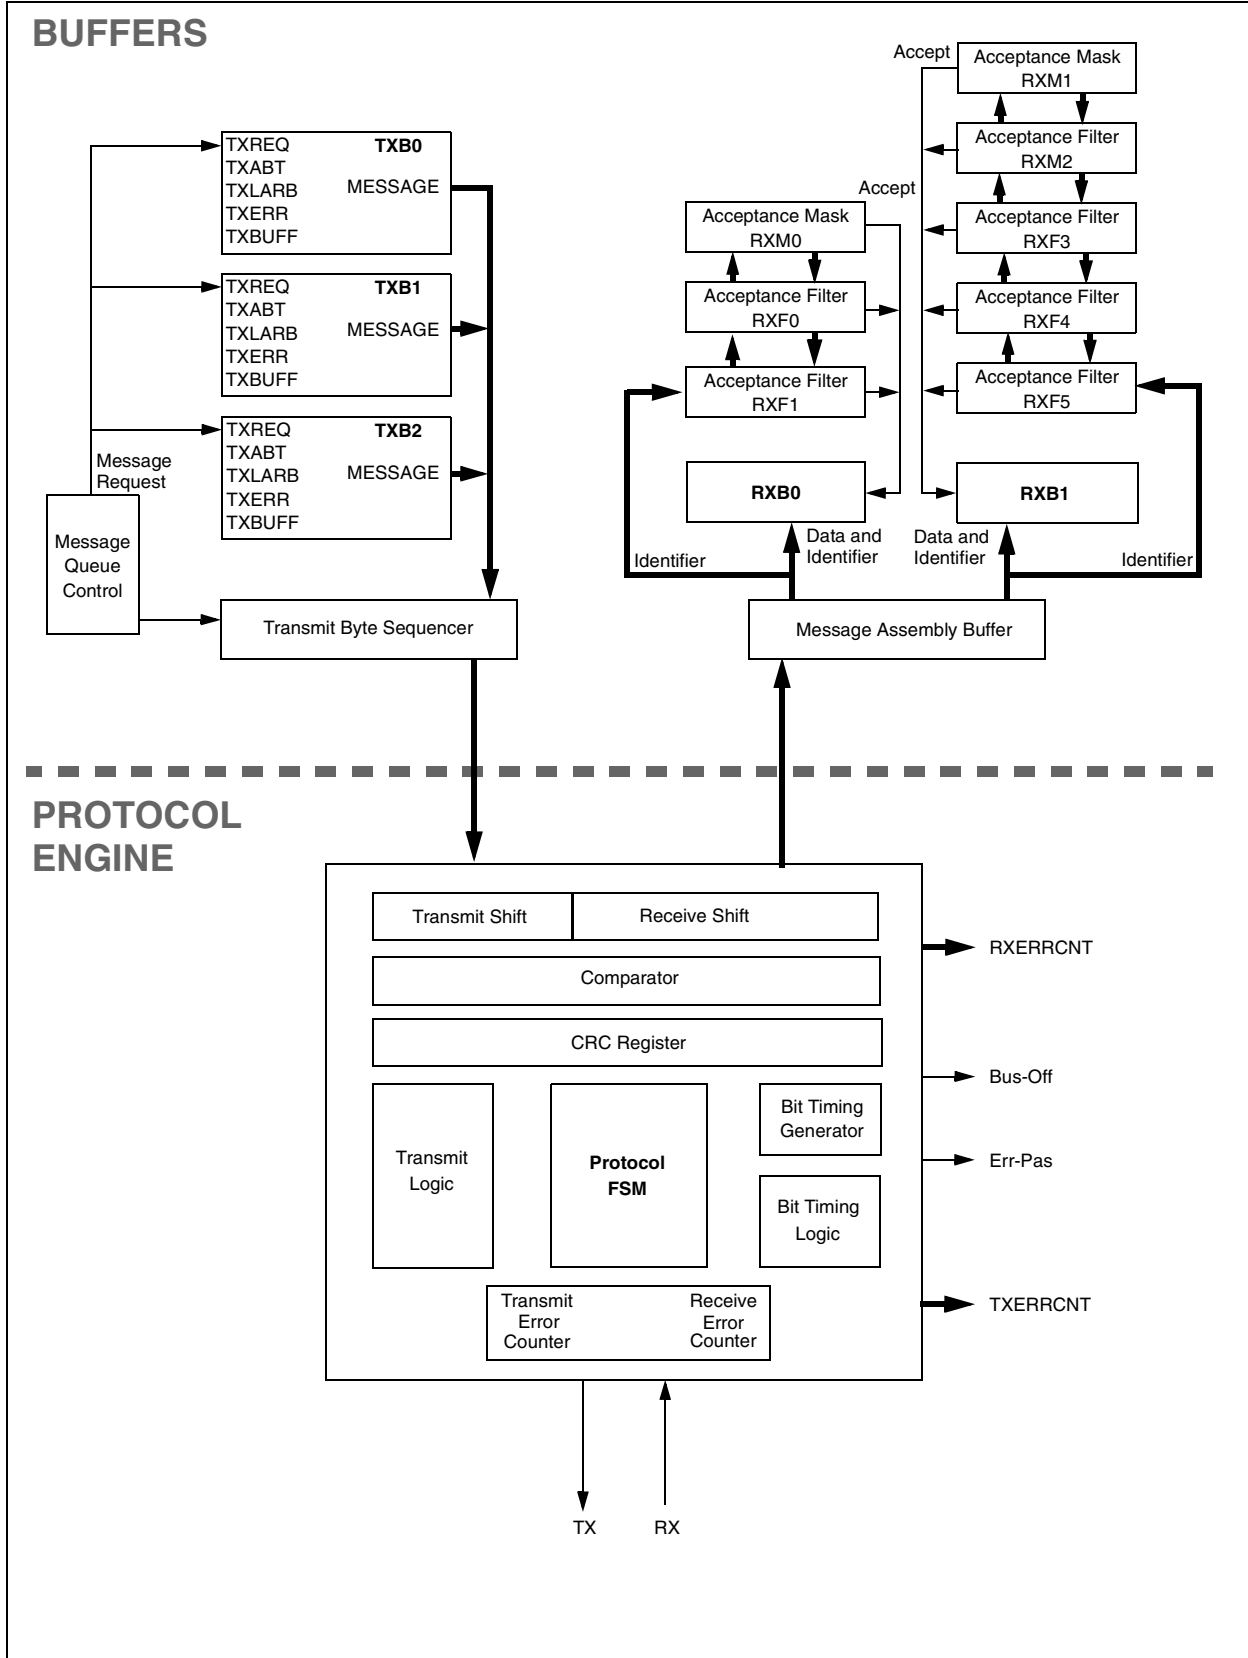 BUFFERS
TXREQ TXB0
TXABT
TXLARB MESSAGE
TXERR
TXBUFF
TXREQ TXB1
TXABT
TXLARB MESSAGE
TXERR
TXBUFF
TXREQ TXB2
TXABT
TXLARB MESSAGE
TXERR
TXBUFF
Message
Request
Message
Queue
Control
Transmit Byte Sequencer
Accept
Acceptance Mask
RXM1
Acceptance Filter
RXM2
Accept
Acceptance Mask
RXM0
Acceptance Filter
RXF3
Acceptance Filter
RXF0
Acceptance Filter
RXF4
Acceptance Filter
RXF1
Acceptance Filter
RXF5
RXB0
RXB1
Identifier
Data and
Identifier
Data and
Identifier
Identifier
Message Assembly Buffer
PROTOCOL
ENGINE
Transmit Shift
Receive Shift
Comparator
CRC Register
Transmit
Logic
Protocol
FSM
Bit Timing
Generator
Bit Timing
Logic
Transmit
Error
Counter
Receive
Error
Counter
RXERRCNT
Bus-Off
Err-Pas
TXERRCNT
TX
RX